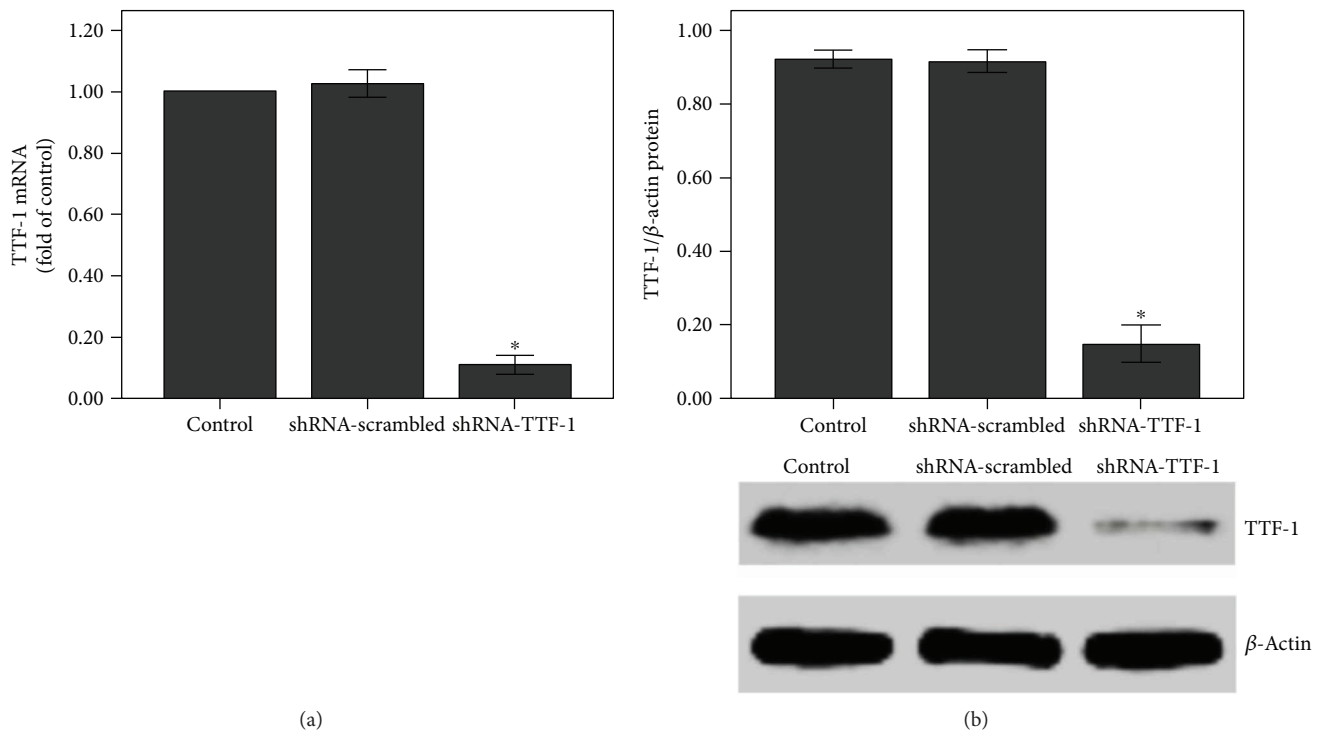 1.20
1.00
0.80
0.60
0.40
0.20
0.00
TTF-1 mRNA
(fold of control)
*
Control shRNA-scrambled shRNA-TTF-1
(a)
1.00
0.80
0.60
0.40
0.20
0.00
TTF-1/β-actin protein
*
Control shRNA-scrambled shRNA-TTF-1
Control shRNA-scrambled shRNA-TTF-1
TTF-1
β-Actin
(b)